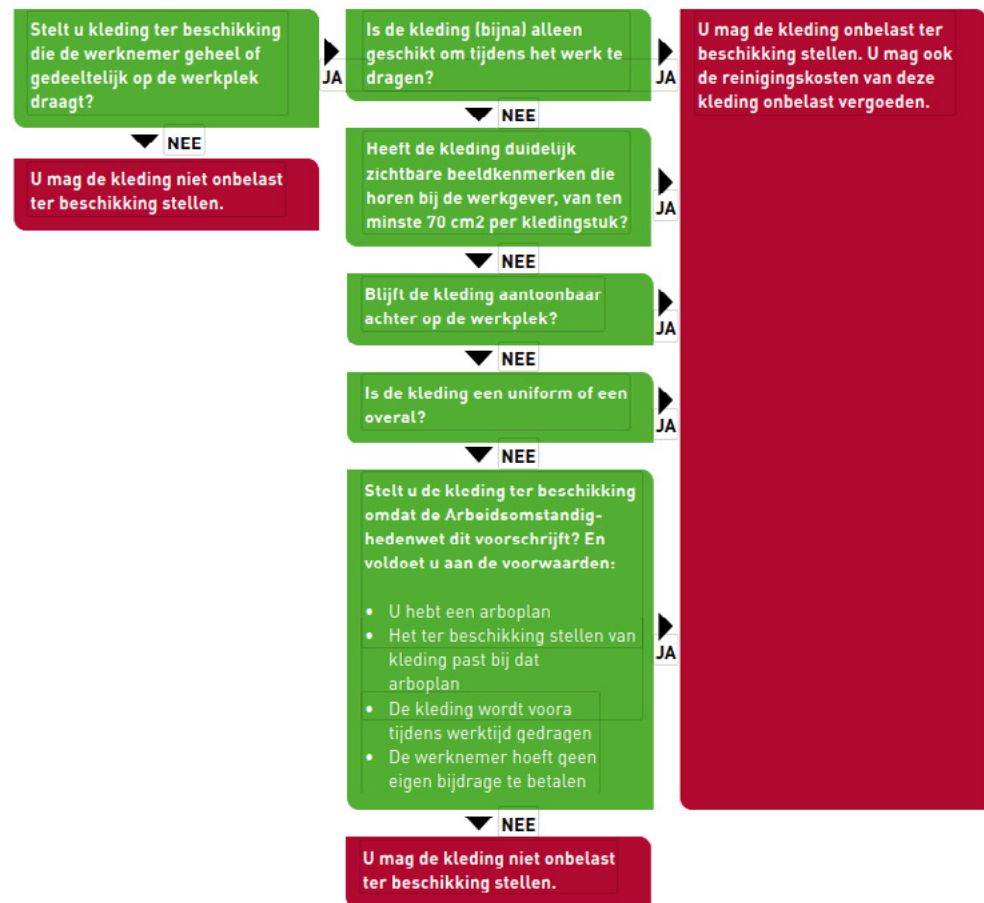 Stelt u kleding ter beschikking
die de werknemer geheel of
gedeeltelijk op de werkplek
draagt?
JA
NEE
U mag de kleding niet onbelast
ter beschikking stellen.
Is de kleding (bijna) alleen
geschikt om tijdens het werk te
dragen?
JA
NEE
Heeft de kleding duidelijk
zichtbare beeldkenmerken die
horen bij de werkgever, van ten
minste 70 cm2 per kledingstuk?
JA
NEE
Blijft de kleding aantoonbaar
achter op de werkplek?
JA
NEE
Is de kleding een uniform of een
overal?
JA
NEE
Stelt u de kleding ter beschikking
omdat de Arbeidsomstandig-
hedenwet dit voorschrijft? En
voldoet u aan de voorwaarden:
• U hebt een arboplan
• Het ter beschikking stellen van
kleding past bij dat
arboplan
• De kleding wordt voora
tijdens werktijd gedragen
• De werknemer hoeft geen
eigen bijdrage te betalen
JA
NEE
U mag de kleding niet onbelast
ter beschikking stellen.
U mag de kleding onbelast ter
beschikking stellen. U mag ook
de reinigingskosten van deze
kleding onbelast vergoeden.